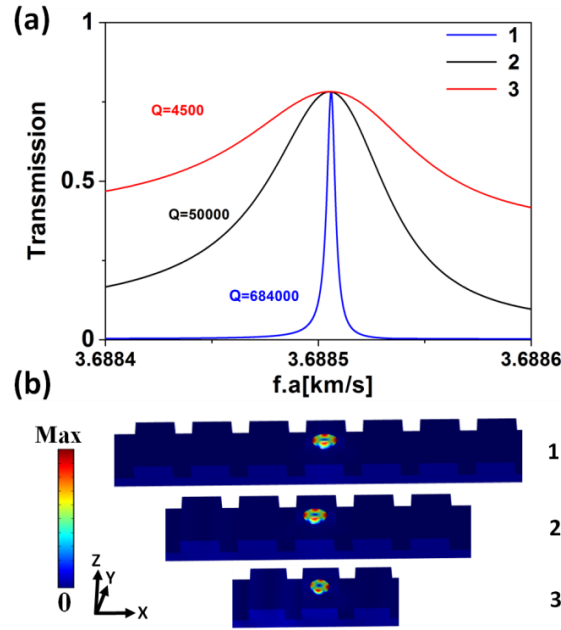 (a)
1
0.5
0
Transmission
1
2
3
Q=4500
Q=50000
Q=684000
3.6884
3.6885
3.6886
f.a[km/s]
(b)
Max
0
Z
Y
X
1
2
3